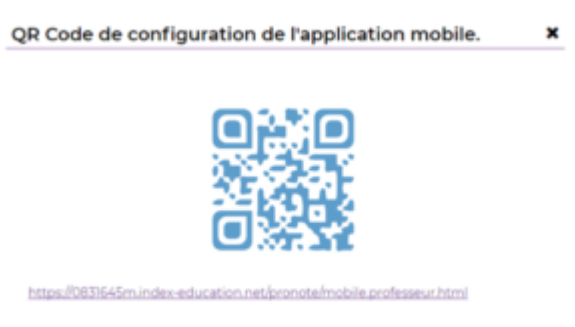 QR Code de configuration de l'application mobile.
https://0831645m.index-education.net/pronote/mobile.professeur.html